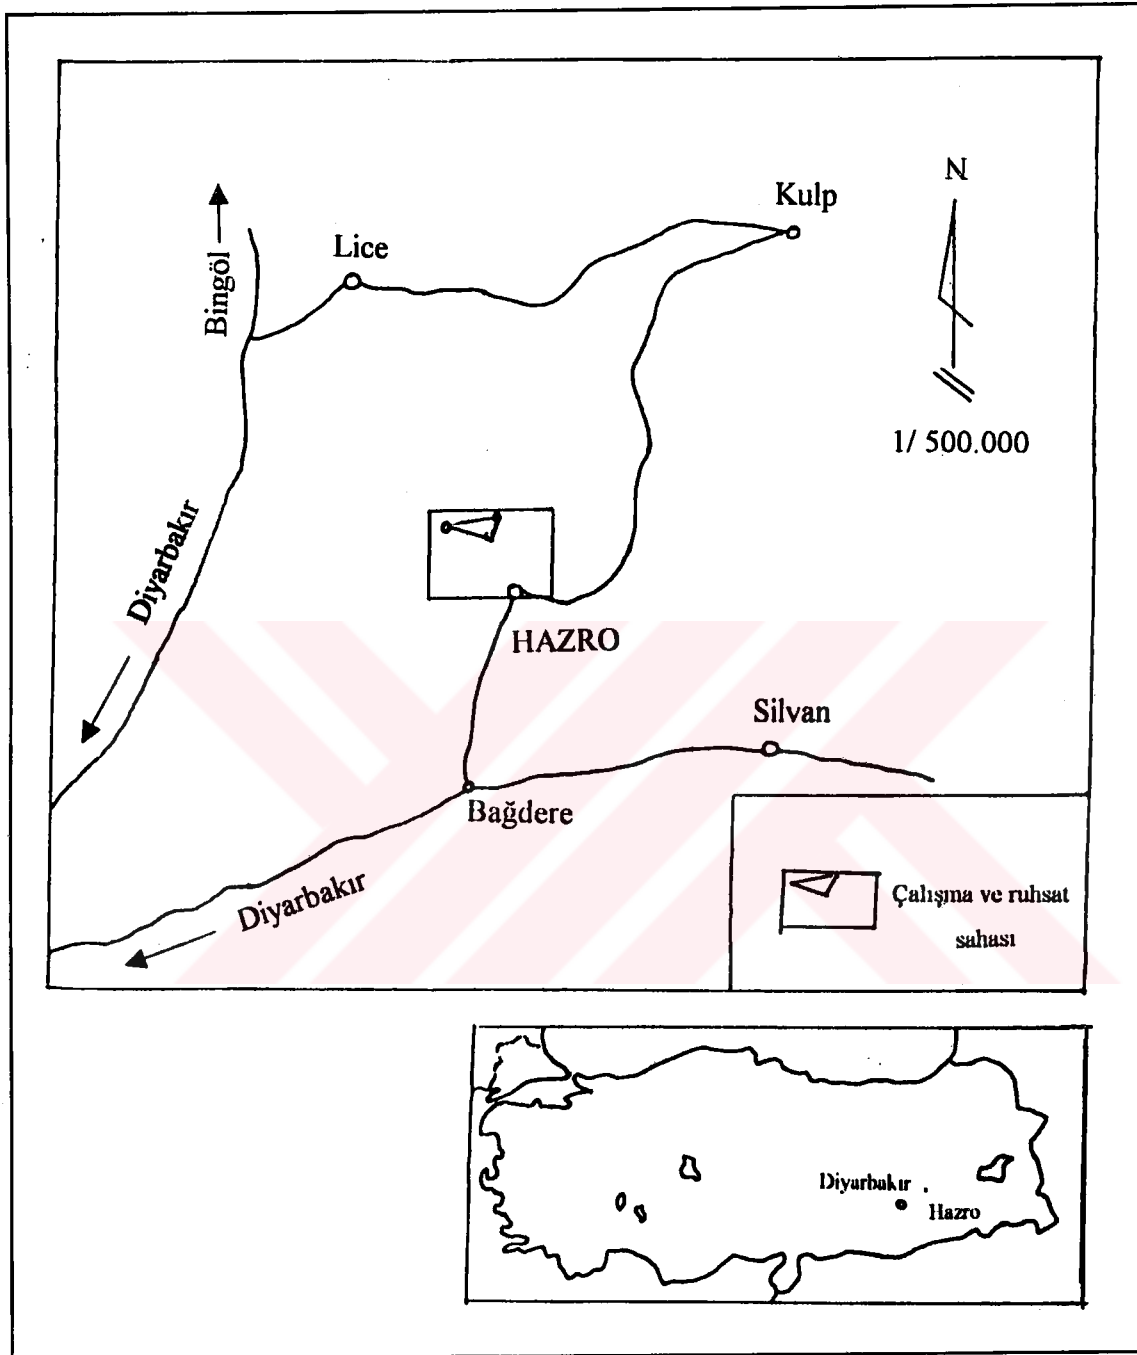 N
Kulp
Lice
Bingöl
1/ 500.000
Diyarbakır
HAZRO
Silvan
Bağdere
Diyarbakır
Çalışma ve ruhsat
sahası
Diyarbakır
Hazro